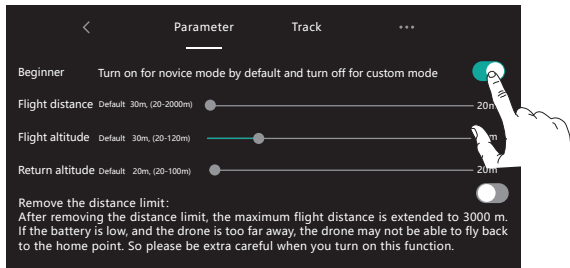 Parameter Track ...
Beginner Turn on for novice mode by default and turn off for custom mode
Flight distance Default 30m, (20-2000m) 20m
Flight altitude Default 30m, (20-120m) m
Return altitude Default 20m, (20-100m) 20m
Remove the distance limit:
After removing the distance limit, the maximum flight distance is extended to 3000 m.
If the battery is low, and the drone is too far away, the drone may not be able to fly back
to the home point. So please be extra careful when you turn on this function.